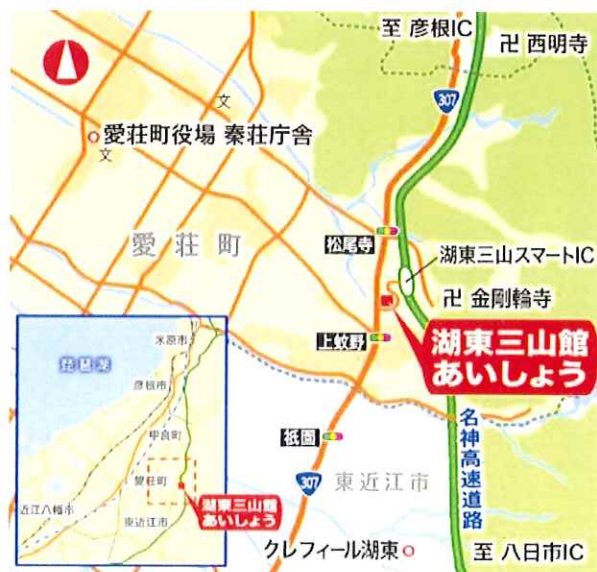 至 彦根IC
卍 西明寺
307
文
愛荘町役場 秦荘庁舎
文
愛荘町
松尾寺
湖東三山スマートIC
卍 金剛輪寺
上蚊野
湖東三山館
あいしょう
祇園
名神高速道路
307
東近江市
クレフィール湖東
至 八日市IC
米原市
琵琶湖
彦根市
甲良町
愛荘町
湖東三山館
あいしょう
近江八幡市
東近江市